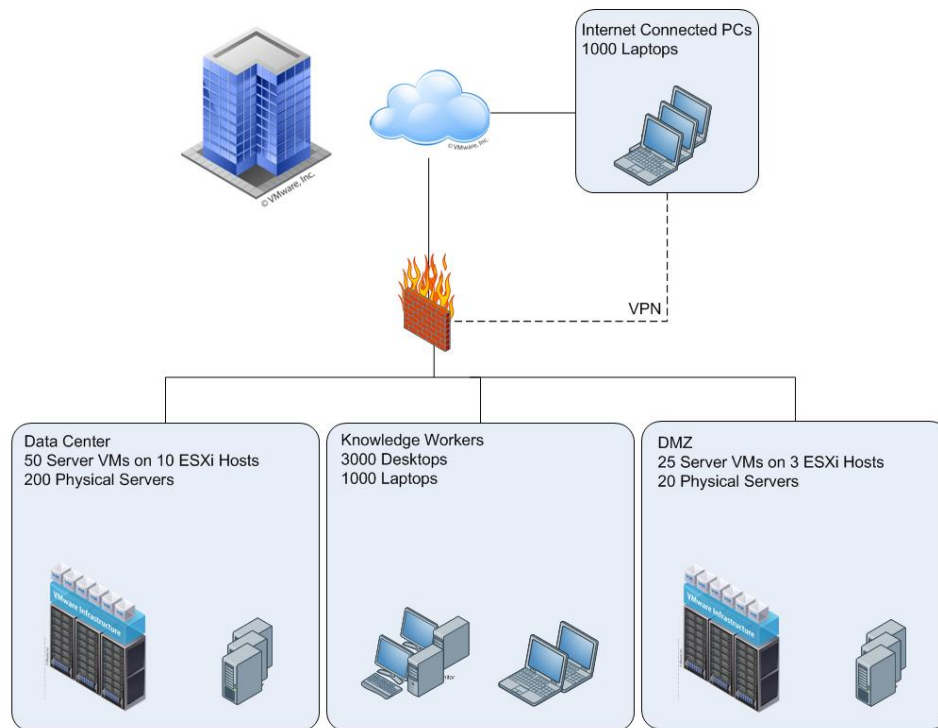 Internet Connected PCs
1000 Laptops
© VMware, Inc.
© VMware, Inc.
VPN
Data Center
50 Server VMs on 10 ESXi Hosts
200 Physical Servers
Knowledge Workers
3000 Desktops
1000 Laptops
DMZ
25 Server VMs on 3 ESXi Hosts
20 Physical Servers
VMware Infrastructure
VMware Infrastructure